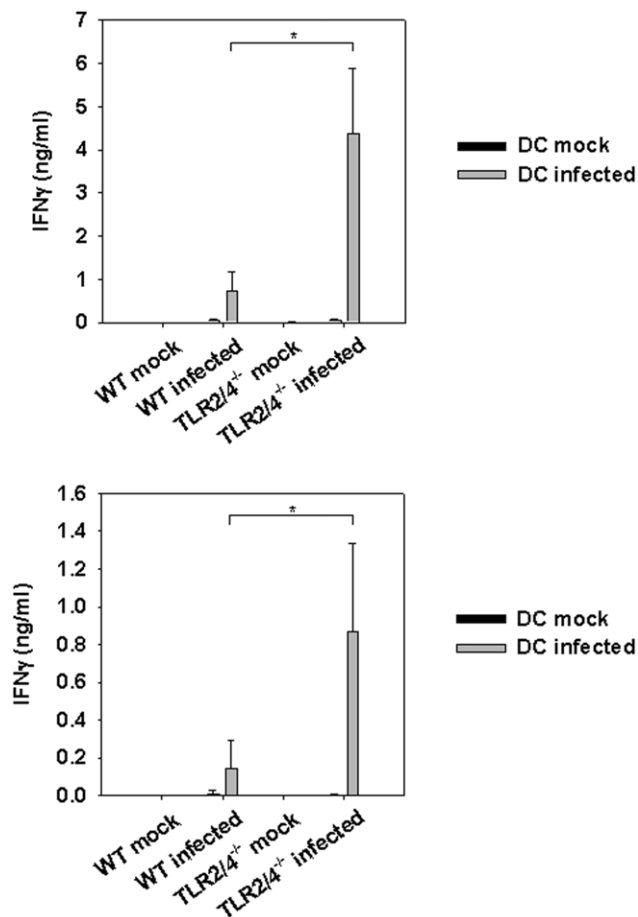 7
*
6
5
IFNγ (ng/ml)
4
3
2
1
0
WT mock
WT infected
TLR2/4-/- mock
TLR2/4-/- infected
DC mock
DC infected
1.6
*
1.4
1.2
IFNγ (ng/ml)
1.0
0.8
0.6
0.4
0.2
0.0
WT mock
WT infected
TLR2/4-/- mock
TLR2/4-/- infected
DC mock
DC infected